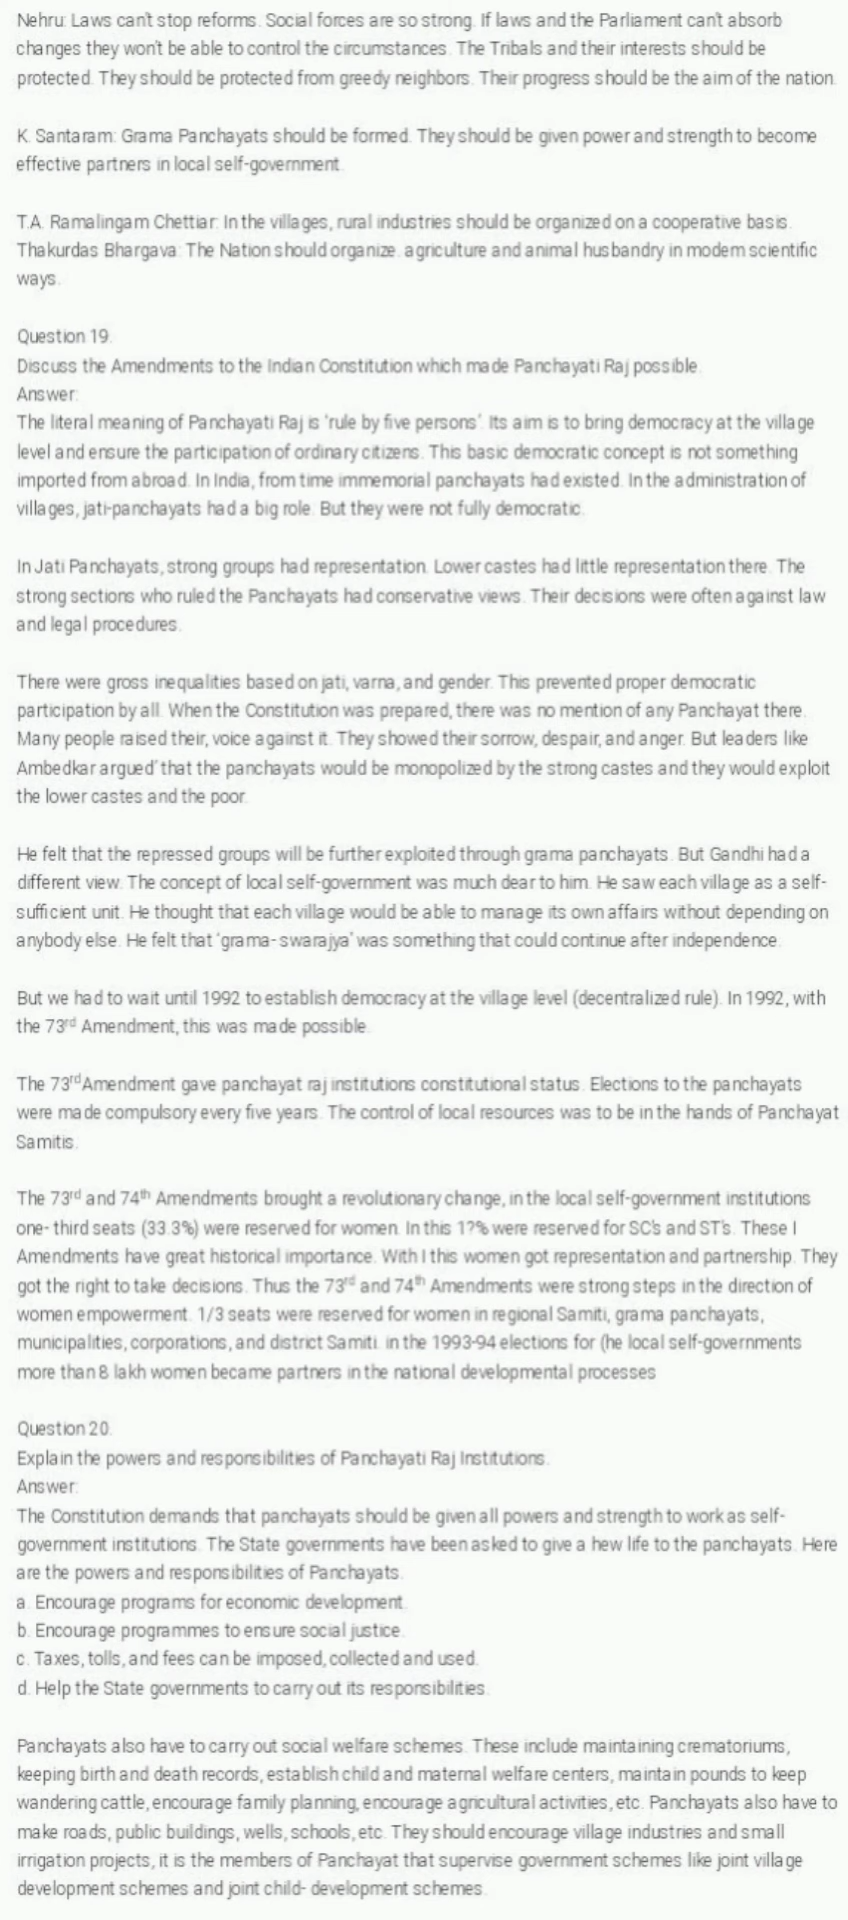 Nehru: Laws can't stop reforms. Social forces are so strong. If laws and the Parliament can't absorb
changes they won't be able to control the circumstances. The Tribals and their interests should be
protected. They should be protected from greedy neighbors. Their progress should be the aim of the nation.
K. Santaram: Grama Panchayats should be formed. They should be given power and strength to become
effective partners in local self-government.
T.A. Ramalingam Chettiar: In the villages, rural industries should be organized on a cooperative basis.
Thakurdas Bhargava: The Nation should organize. agriculture and animal husbandry in modem scientific
ways.
Question 19.
Discuss the Amendments to the Indian Constitution which made Panchayati Raj possible.
Answer:
The literal meaning of Panchayati Raj is 'rule by five persons'. Its aim is to bring democracy at the village
level and ensure the participation of ordinary citizens. This basic democratic concept is not something
imported from abroad. In India, from time immemorial panchayats had existed. In the administration of
villages, jati-panchayats had a big role. But they were not fully democratic.
In Jati Panchayats, strong groups had representation. Lower castes had little representation there. The
strong sections who ruled the Panchayats had conservative views. Their decisions were often against law
and legal procedures.
There were gross inequalities based on jati, varna, and gender. This prevented proper democratic
participation by all. When the Constitution was prepared, there was no mention of any Panchayat there.
Many people raised their, voice against it. They showed their sorrow, despair, and anger. But leaders like
Ambedkar argued' that the panchayats would be monopolized by the strong castes and they would exploit
the lower castes and the poor.
He felt that the repressed groups will be further exploited through grama panchayats. But Gandhi had a
different view. The concept of local self-government was much dear to him. He saw each village as a self-
sufficient unit. He thought that each village would be able to manage its own affairs without depending on
anybody else. He felt that 'grama- swarajya' was something that could continue after independence.
But we had to wait until 1992 to establish democracy at the village level (decentralized rule). In 1992, with
the 73rd Amendment, this was made possible.
The 73rd Amendment gave panchayat raj institutions constitutional status. Elections to the panchayats
were made compulsory every five years. The control of local resources was to be in the hands of Panchayat
Samitis.
The 73rd and 74th Amendments brought a revolutionary change, in the local self-government institutions
one- third seats (33.3%) were reserved for women. In this 1?% were reserved for SC's and ST's. These I
Amendments have great historical importance. With I this women got representation and partnership. They
got the right to take decisions. Thus the 73rd and 74th Amendments were strong steps in the direction of
women empowerment. 1/3 seats were reserved for women in regional Samiti, grama panchayats,
municipalities, corporations, and district Samiti. in the 1993-94 elections for (he local self-governments
more than 8 lakh women became partners in the national developmental processes
Question 20.
Explain the powers and responsibilities of Panchayati Raj Institutions.
Answer:
The Constitution demands that panchayats should be given all powers and strength to work as self-
government institutions. The State governments have been asked to give a hew life to the panchayats. Here
are the powers and responsibilities of Panchayats.
a. Encourage programs for economic development.
b. Encourage programmes to ensure social justice.
c. Taxes, tolls, and fees can be imposed, collected and used.
d. Help the State governments to carry out its responsibilities.
Panchayats also have to carry out social welfare schemes. These include maintaining crematoriums,
keeping birth and death records, establish child and maternal welfare centers, maintain pounds to keep
wandering cattle, encourage family planning, encourage agricultural activities, etc. Panchayats also have to
make roads, public buildings, wells, schools, etc. They should encourage village industries and small
irrigation projects, it is the members of Panchayat that supervise government schemes like joint village
development schemes and joint child- development schemes.